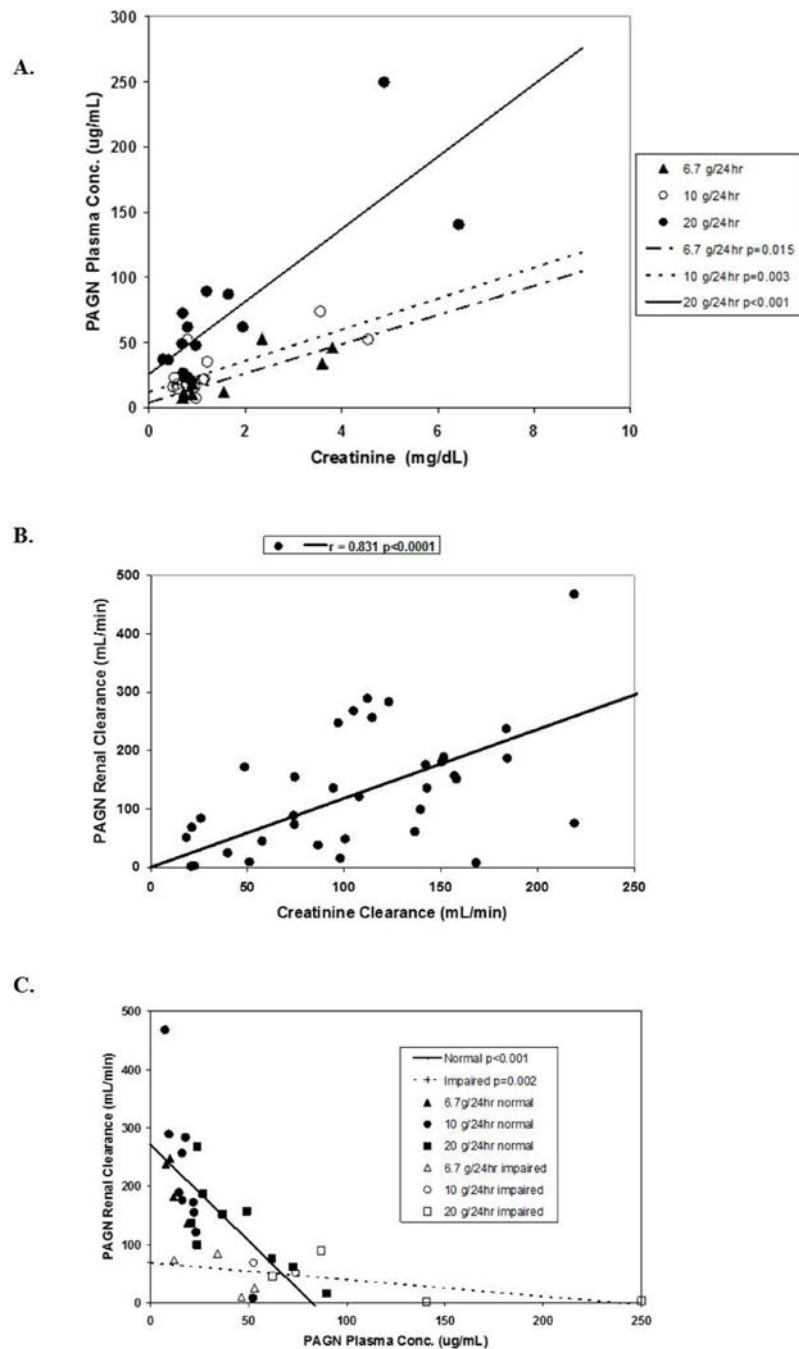 A.
300
250
200
150
100
50
0
PAGN Plasma Conc. (ug/mL)
0 2 4 6 8 10
Creatinine (mg/dL)
6.7 g/24hr
10 g/24hr
20 g/24hr
6.7 g/24hr p=0.015
10 g/24hr p=0.003
20 g/24hr p<0.001
B.
r = 0.831 p<0.0001
500
400
300
200
100
0
PAGN Renal Clearance (mL/min)
0 50 100 150 200 250
Creatinine Clearance (mL/min)
C.
500
400
300
200
100
0
PAGN Renal Clearance (mL/min)
Normal p<0.001
Impaired p=0.002
6.7g/24hr normal
10 g/24hr normal
20 g/24hr normal
6.7 g/24hr impaired
10 g/24hr impaired
20 g/24hr impaired
0 50 100 150 200 250
PAGN Plasma Conc. (ug/mL)